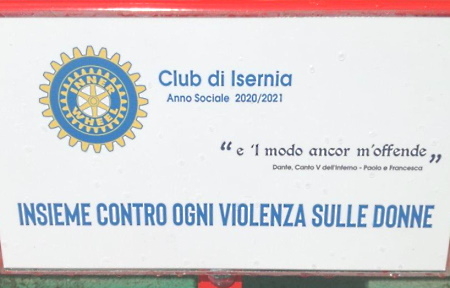 INNER
WHEEL
Club di Isernia
Anno Sociale 2020/2021
“e ‘l modo ancor m’offende”
Dante, Canto V dell'Inferno - Paolo e Francesca
INSIEME CONTRO OGNI VIOLENZA SULLE DONNE